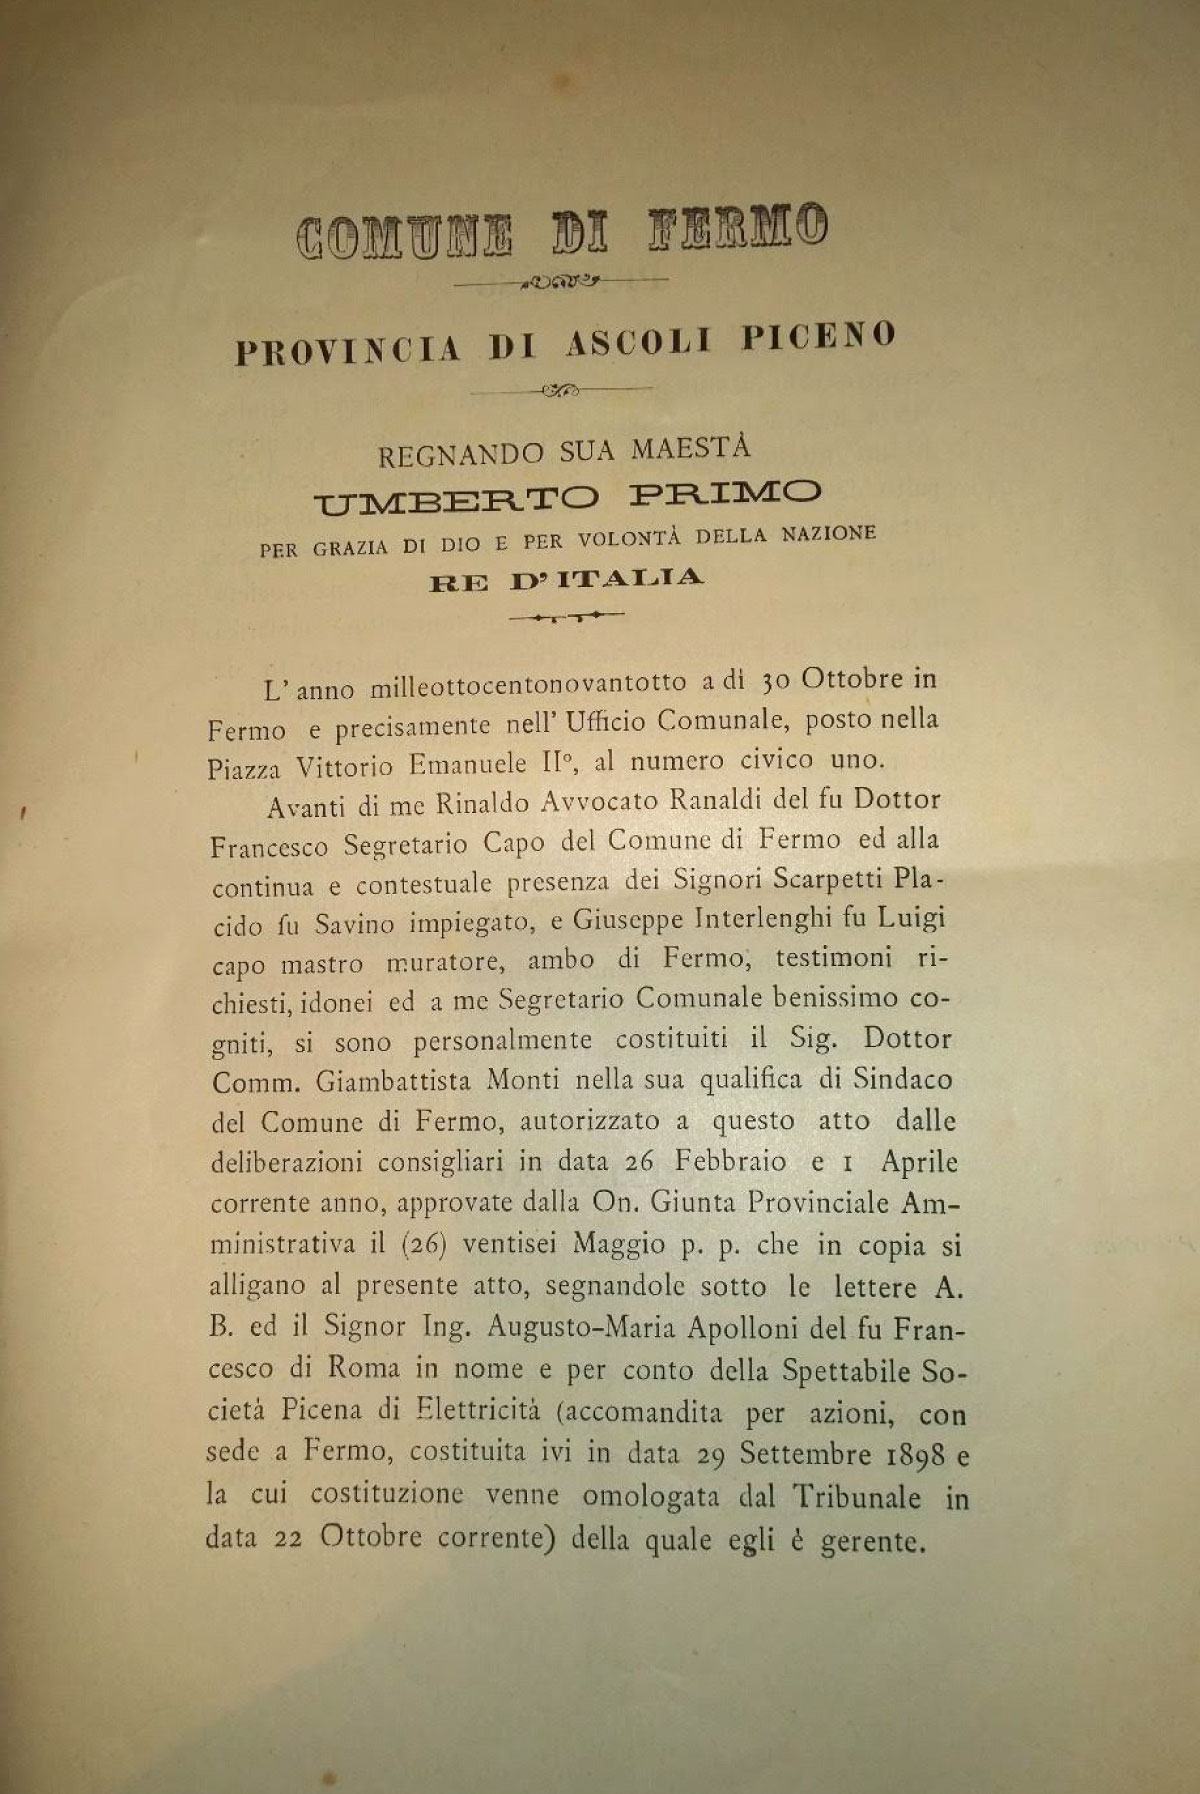 COMUNE DI FERMO
PROVINCIA DI ASCOLI PICENO
REGNANDO SUA MAESTÀ
UMBERTO PRIMO
PER GRAZIA DI DIO E PER VOLONTÀ DELLA NAZIONE
RE D'ITALIA
L'anno milleottocentonovantotto a dì 30 Ottobre in
Fermo e precisamente nell'Ufficio Comunale, posto nella
Piazza Vittorio Emanuele II°, al numero civico uno.
Avanti di me Rinaldo Avvocato Ranaldi del fu Dottor
Francesco Segretario Capo del Comune di Fermo ed alla
continua e contestuale presenza dei Signori Scarpetti Pla-
cido fu Savino impiegato, e Giuseppe Interlenghi fu Luigi
capo mastro muratore, ambo di Fermo, testimoni ri-
chiesti, idonei ed a me Segretario Comunale benissimo co-
gniti, si sono personalmente costituiti il Sig. Dottor
Comm. Giambattista Monti nella sua qualifica di Sindaco
del Comune di Fermo, autorizzato a questo atto dalle
deliberazioni consigliari in data 26 Febbraio e 1 Aprile
corrente anno, approvate dalla On. Giunta Provinciale Am-
ministrativa il (26) ventisei Maggio p. p. che in copia si
alligano al presente atto, segnandole sotto le lettere A.
B. ed il Signor Ing. Augusto-Maria Apolloni del fu Fran-
cesco di Roma in nome e per conto della Spettabile So-
cietà Picena di Elettricità (accomandita per azioni, con
sede a Fermo, costituita ivi in data 29 Settembre 1898 e
la cui costituzione venne omologata dal Tribunale in
data 22 Ottobre corrente) della quale egli è gerente.